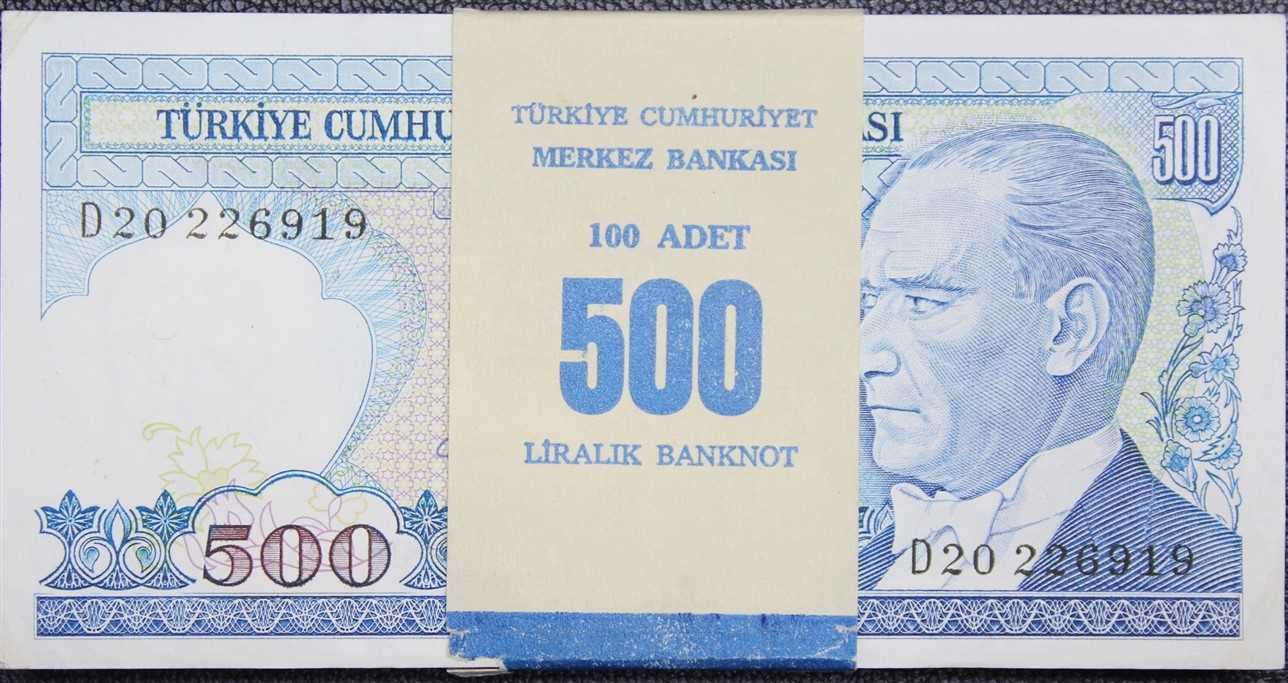 TÜRKİYE CUMHU
ASI
500
D20 226919
TÜRKİYE CUMHURİYET
MERKEZ BANKASI
100 ADET
500
LİRALIK BANKNOT
500
D20 226919